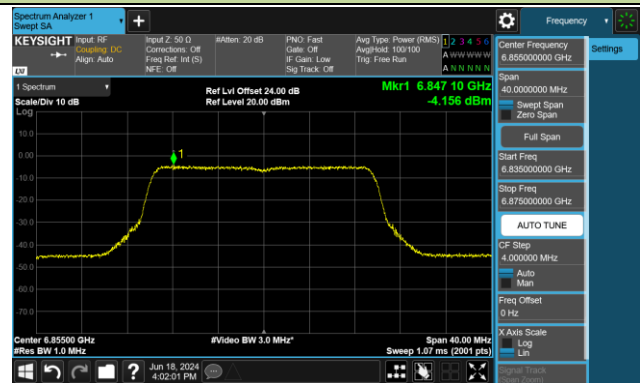 Spectrum Analyzer 1
Swept SA
+
Frequency
KEYSIGHT
Input: RF
Coupling: DC
Align: Auto
Input Z: 50 Ω
Corrections: Off
Freq Ref: Int (S)
NFE: Off
#Atten: 20 dB
PNO: Fast
Gate: Off
IF Gain: Low
Sig Track: Off
Avg Type: Power (RMS)
Avg|Hold: 100/100
Trig: Free Run
1 2 3 4 5 6
A W W W W W
A N N N N N
LXI
1 Spectrum
Scale/Div 10 dB
Log
Ref Lvl Offset 24.00 dB
Ref Level 20.00 dBm
Mkr1 6.847 10 GHz
-4.156 dBm
1
10.0
0.00
-10.0
-20.0
-30.0
-40.0
-50.0
-60.0
-70.0
Center 6.85500 GHz
#Res BW 1.0 MHz
#Video BW 3.0 MHz*
Span 40.00 MHz
Sweep 1.07 ms (2001 pts)
Jun 18, 2024
4:02:01 PM
?
Center Frequency
6.855000000 GHz
Settings
Span
40.0000000 MHz
Swept Span
Zero Span
Full Span
Start Freq
6.835000000 GHz
Stop Freq
6.875000000 GHz
AUTO TUNE
CF Step
4.000000 MHz
Auto
Man
Freq Offset
0 Hz
X Axis Scale
Log
Lin
Signal Track
(Span Zoom)